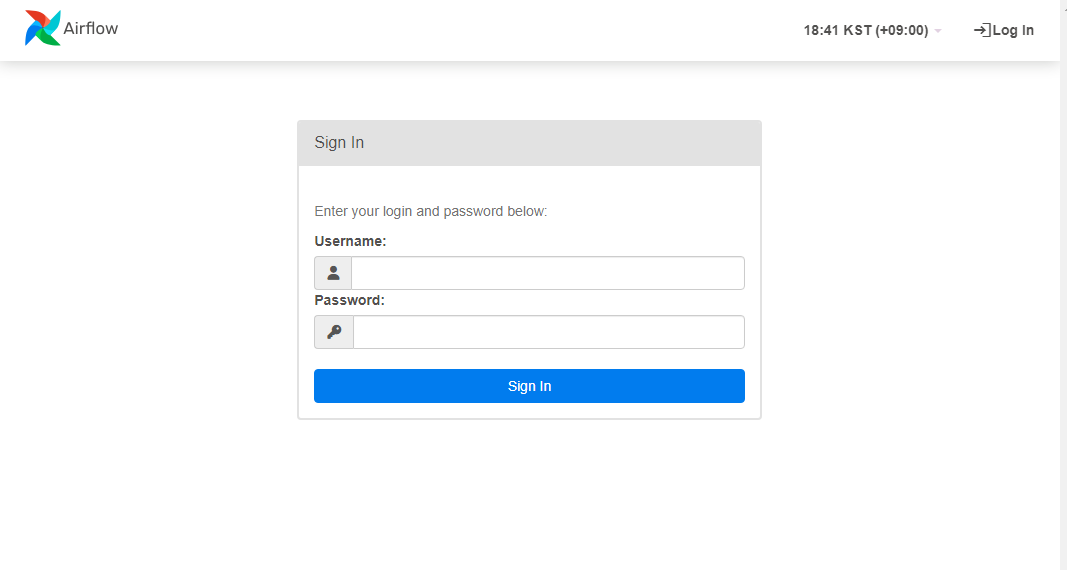 Airflow
18:41 KST (+09:00)
Log In
Sign In
Enter your login and password below:
Username:
Password:
Sign In